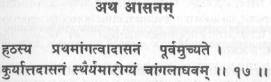 अथ आसनम्
हठस्य प्रथमांगत्वादासनं पूर्वमुच्यते ।
कुर्यात्तदासनं स्थैर्यमारोग्यं चांगलाघवम् ।। १७ ।।